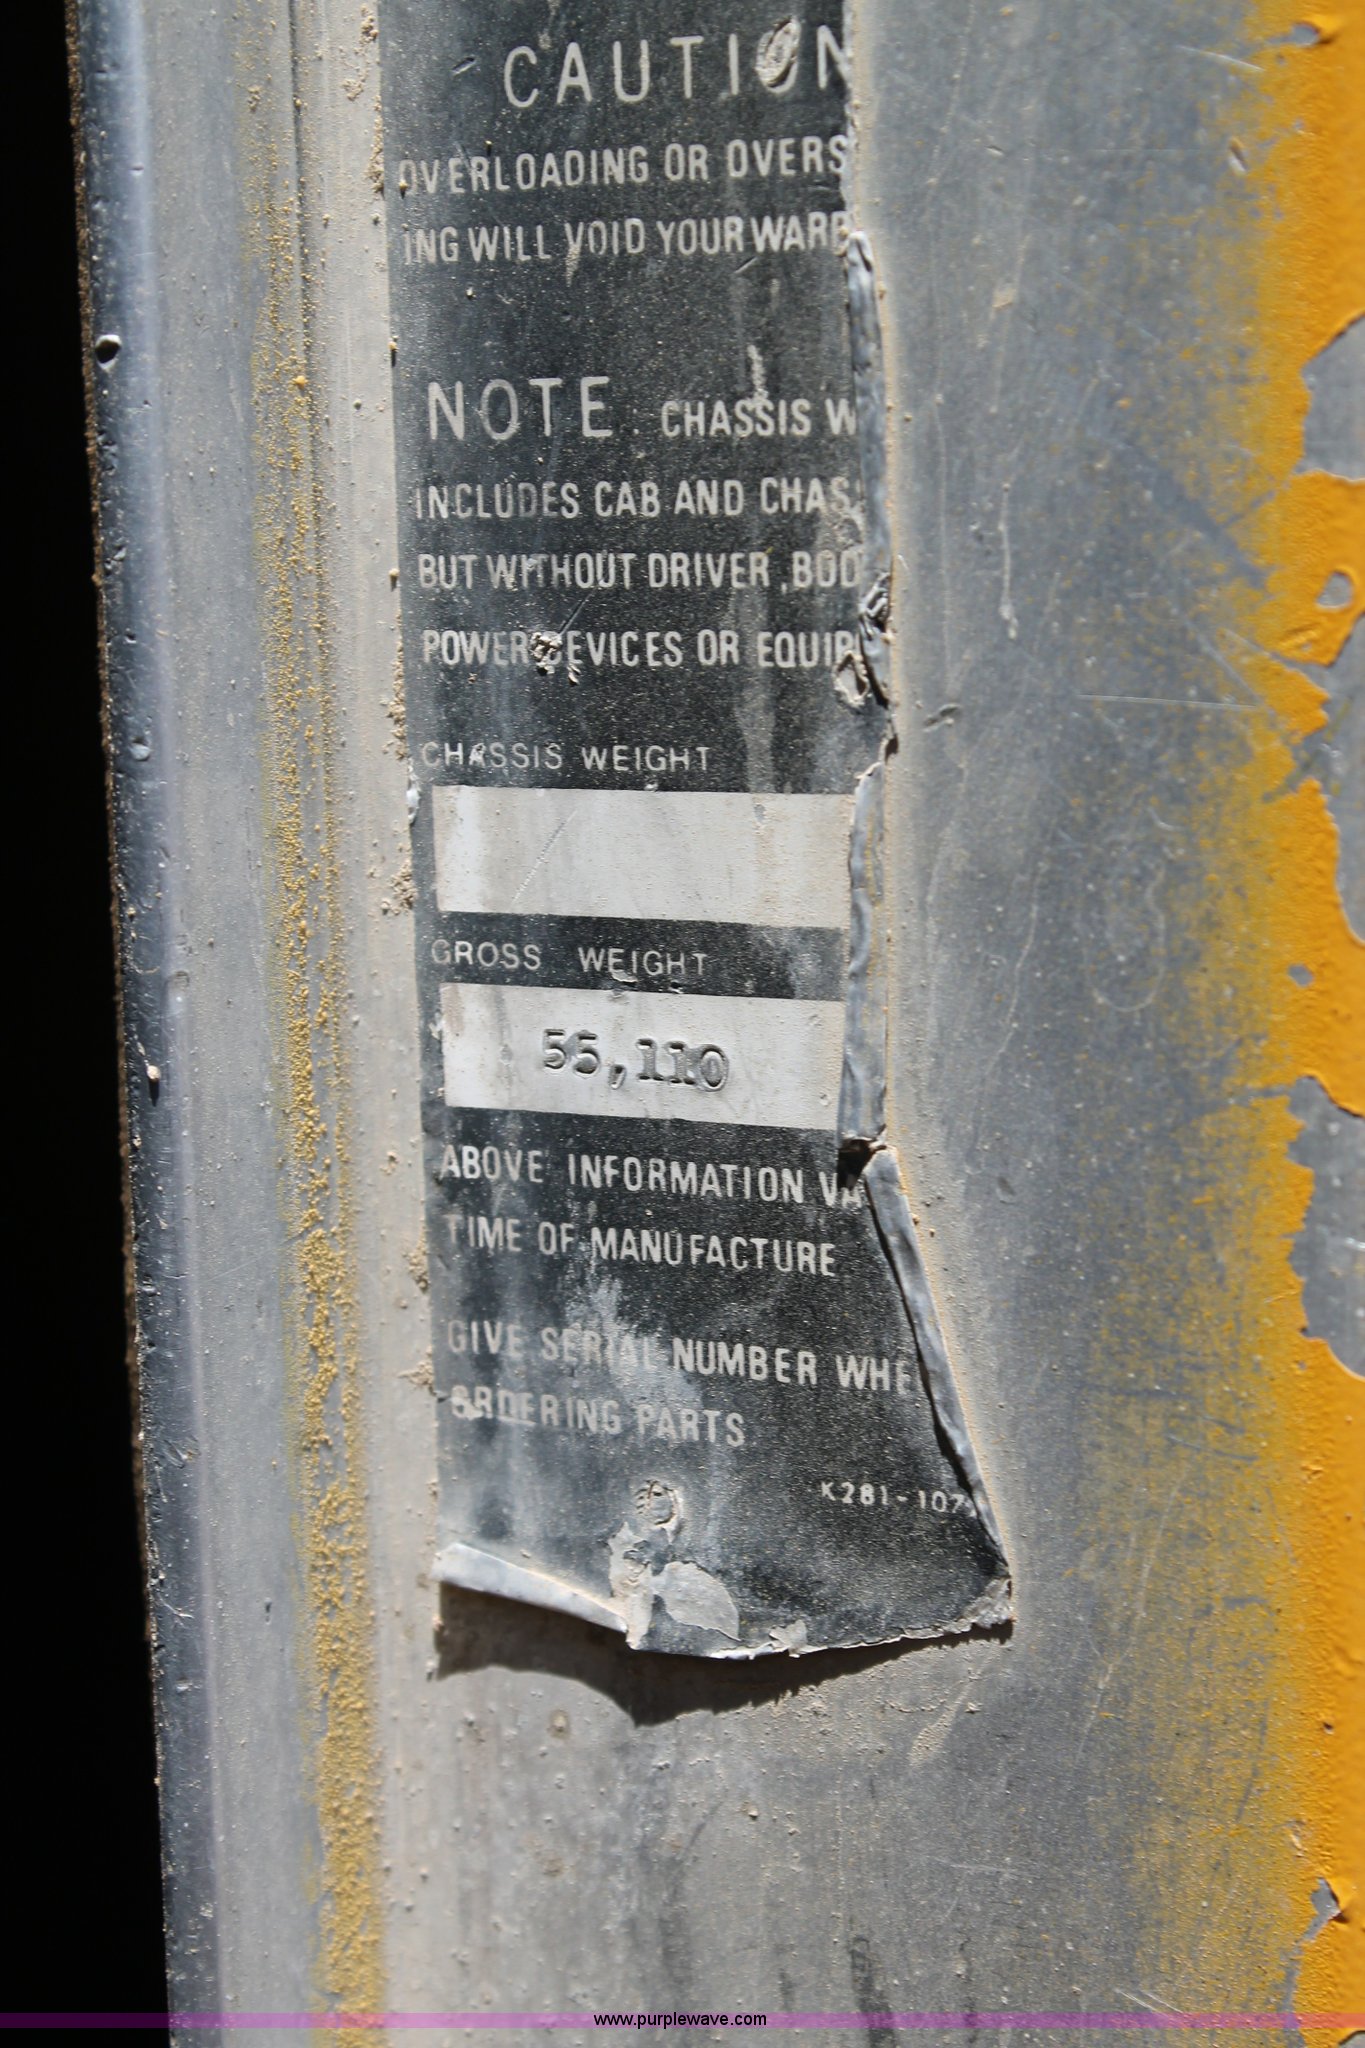 CAUTION
OVERLOADING OR OVERS
ING WILL VOID YOUR WARR
NOTE CHASSIS W
INCLUDES CAB AND CHAS
BUT WITHOUT DRIVER, BOD
POWER DEVICES OR EQUIP
CHASSIS WEIGHT
GROSS WEIGHT
55,110
ABOVE INFORMATION VA
TIME OF MANUFACTURE
GIVE SERIAL NUMBER WHE
ORDERING PARTS
K281-107
www.purplewave.com